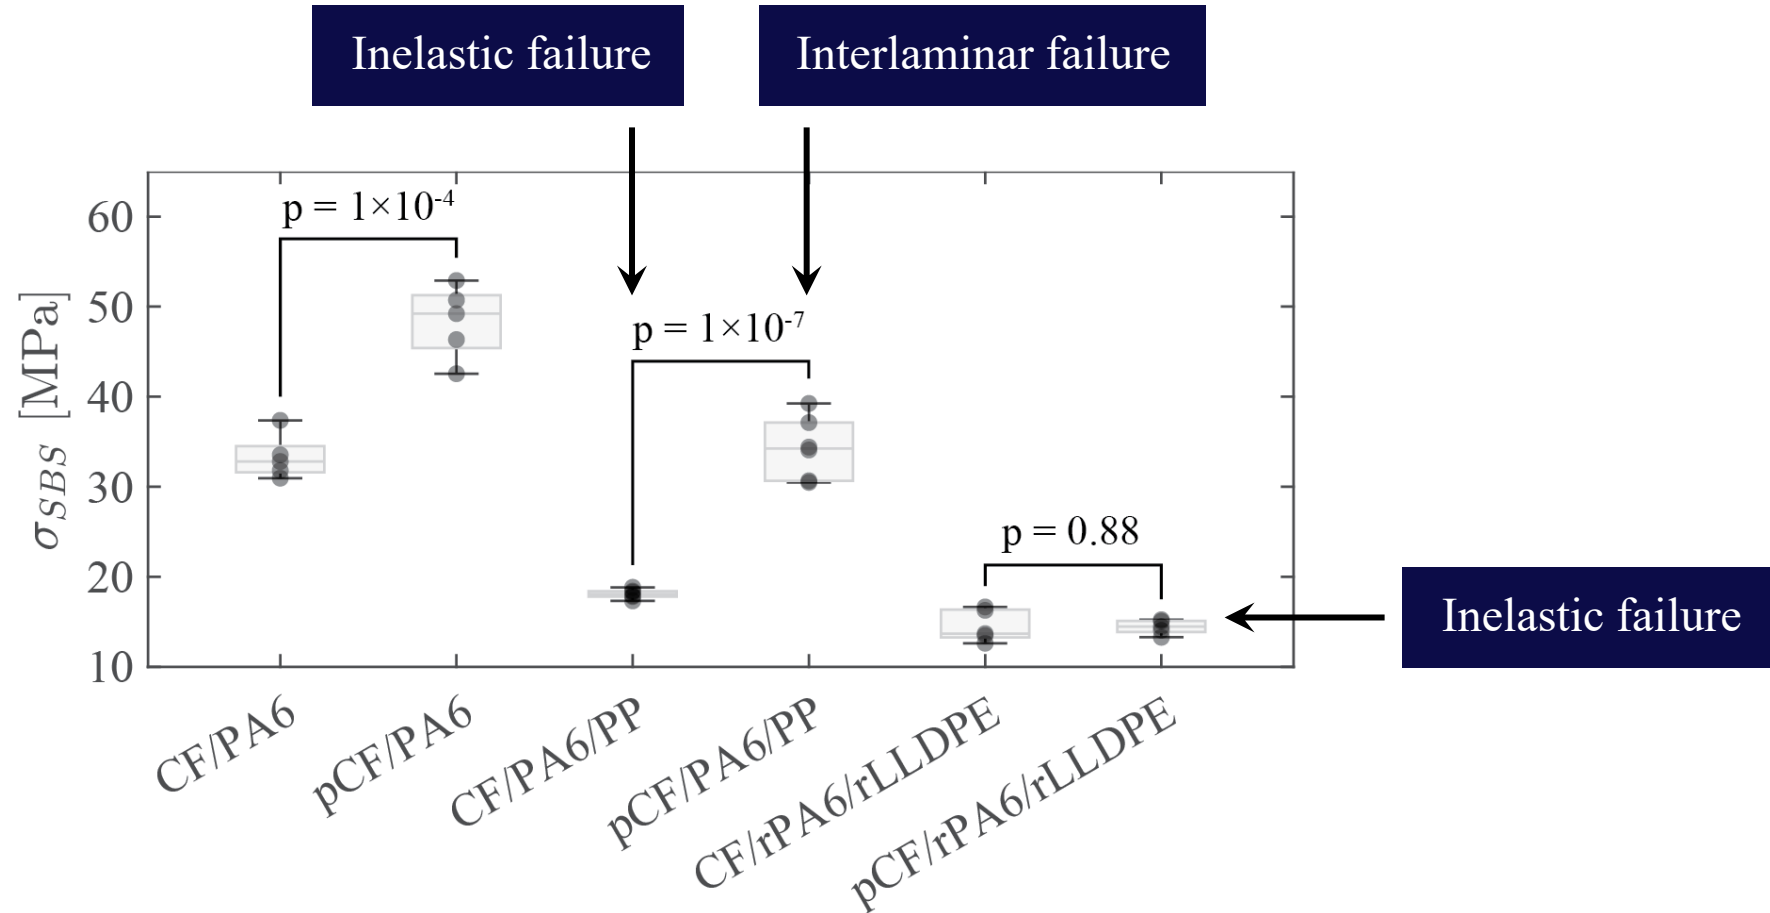 Inelastic failure
Interlaminar failure
p = 1×10⁻⁴
p = 1×10⁻⁷
p = 0.88
Inelastic failure
σ_SBS [MPa]
60
50
40
30
20
10
CF/PA6
pCF/PA6
CF/PA6/PP
pCF/PA6/PP
CF/rPA6/rLLDPE
pCF/rPA6/rLLDPE